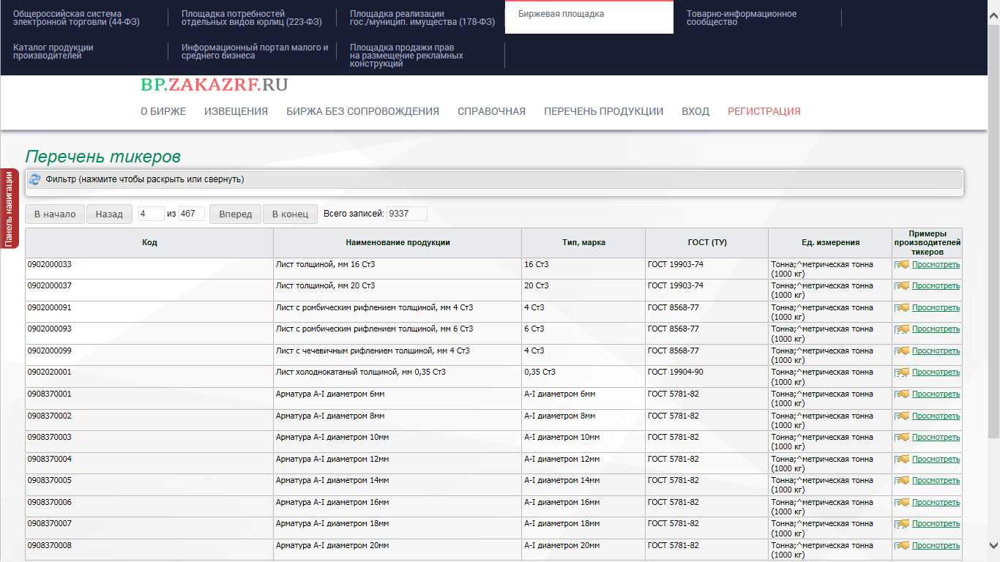 Общероссийская система
электронной торговли (44-ФЗ)
Площадка потребностей
отдельных видов юрлиц (223-ФЗ)
Площадка реализации
гос./муницип. имущества (178-ФЗ)
Биржевая площадка
Товарно-информационное
сообщество
Каталог продукции
производителей
Информационный портал малого и
среднего бизнеса
Площадка продажи прав
на размещение рекламных
конструкций
BP.ZAKAZRF.RU
О БИРЖЕ ИЗВЕЩЕНИЯ БИРЖА БЕЗ СОПРОВОЖДЕНИЯ СПРАВОЧНАЯ ПЕРЕЧЕНЬ ПРОДУКЦИИ ВХОД РЕГИСТРАЦИЯ
Перечень тикеров
Панель навигации
Фильтр (нажмите чтобы раскрыть или свернуть)
В начало Назад 4 из 467 Вперед В конец Всего записей: 9337
Код Наименование продукции Тип, марка ГОСТ (ТУ) Ед. измерения Примеры
производителей
тикеров
0902000033 Лист толщиной, мм 16 Ст3 16 Ст3 ГОСТ 19903-74 Тонна;^метрическая тонна Просмотреть
(1000 кг)
0902000037 Лист толщиной, мм 20 Ст3 20 Ст3 ГОСТ 19903-74 Тонна;^метрическая тонна Просмотреть
(1000 кг)
0902000091 Лист с ромбическим рифлением толщиной, мм 4 Ст3 4 Ст3 ГОСТ 8568-77 Тонна;^метрическая тонна Просмотреть
(1000 кг)
0902000093 Лист с ромбическим рифлением толщиной, мм 6 Ст3 6 Ст3 ГОСТ 8568-77 Тонна;^метрическая тонна Просмотреть
(1000 кг)
0902000099 Лист с чечевичным рифлением толщиной, мм 4 Ст3 4 Ст3 ГОСТ 8568-77 Тонна;^метрическая тонна Просмотреть
(1000 кг)
0902020001 Лист холоднокатаный толщиной, мм 0,35 Ст3 0,35 Ст3 ГОСТ 19904-90 Тонна;^метрическая тонна Просмотреть
(1000 кг)
0908370001 Арматура А-I диаметром 6мм А-I диаметром 6мм ГОСТ 5781-82 Тонна;^метрическая тонна Просмотреть
(1000 кг)
0908370002 Арматура А-I диаметром 8мм А-I диаметром 8мм ГОСТ 5781-82 Тонна;^метрическая тонна Просмотреть
(1000 кг)
0908370003 Арматура А-I диаметром 10мм А-I диаметром 10мм ГОСТ 5781-82 Тонна;^метрическая тонна Просмотреть
(1000 кг)
0908370004 Арматура А-I диаметром 12мм А-I диаметром 12мм ГОСТ 5781-82 Тонна;^метрическая тонна Просмотреть
(1000 кг)
0908370005 Арматура А-I диаметром 14мм А-I диаметром 14мм ГОСТ 5781-82 Тонна;^метрическая тонна Просмотреть
(1000 кг)
0908370006 Арматура А-I диаметром 16мм А-I диаметром 16мм ГОСТ 5781-82 Тонна;^метрическая тонна Просмотреть
(1000 кг)
0908370007 Арматура А-I диаметром 18мм А-I диаметром 18мм ГОСТ 5781-82 Тонна;^метрическая тонна Просмотреть
(1000 кг)
0908370008 Арматура А-I диаметром 20мм А-I диаметром 20мм ГОСТ 5781-82 Тонна;^метрическая тонна Просмотреть
(1000 кг)